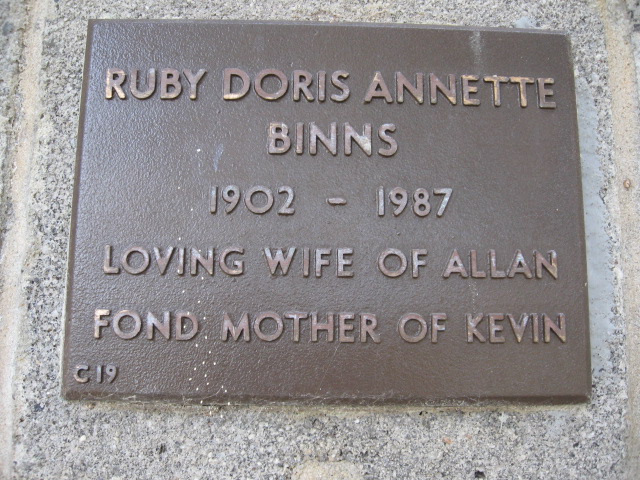 RUBY DORIS ANNETTE
BINNS
1902 - 1987
LOVING WIFE OF ALLAN
FOND MOTHER OF KEVIN
C19